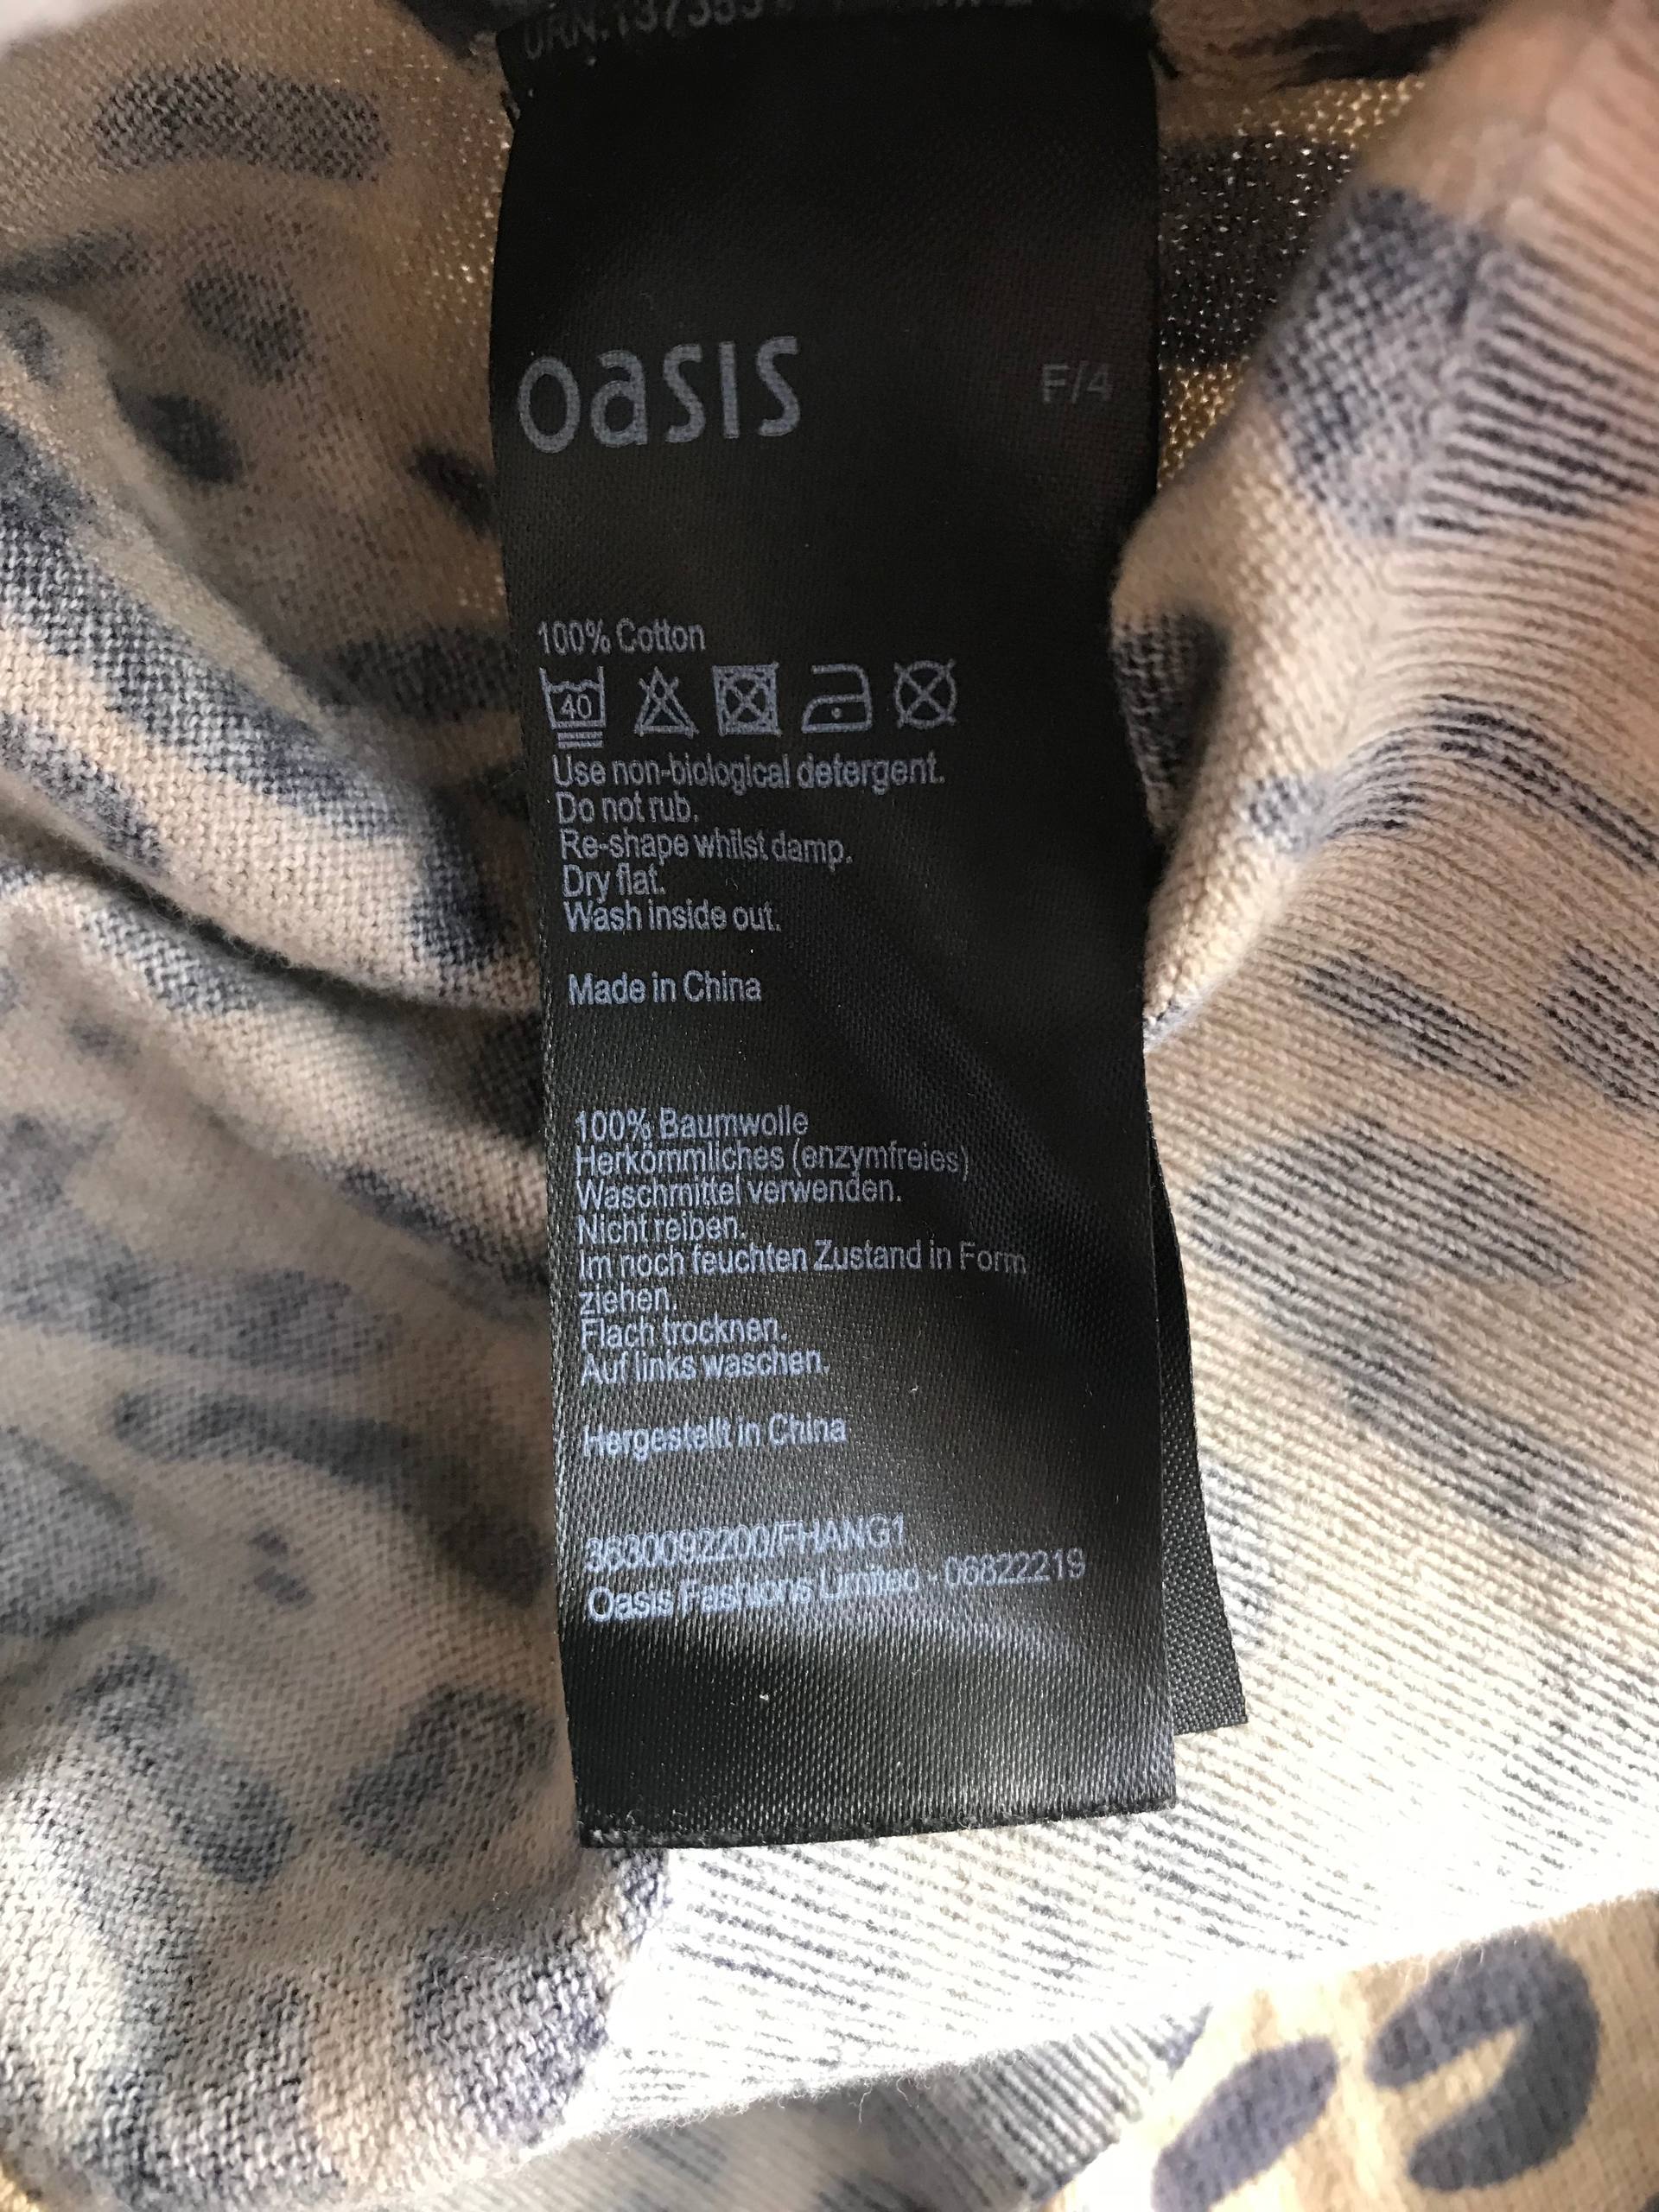 oasis F/4
100% Cotton
40
Use non-biological detergent.
Do not rub.
Re-shape whilst damp.
Dry flat.
Wash inside out.
Made in China
100% Baumwolle
Herkömmliches (enzymfreies)
Waschmittel verwenden.
Nicht reiben.
Im noch feuchten Zustand in Form
ziehen.
Flach trocknen.
Auf links waschen.
Hergestellt in China
3630092200/FHANG1
Oasis Fashions Limited - 06822219